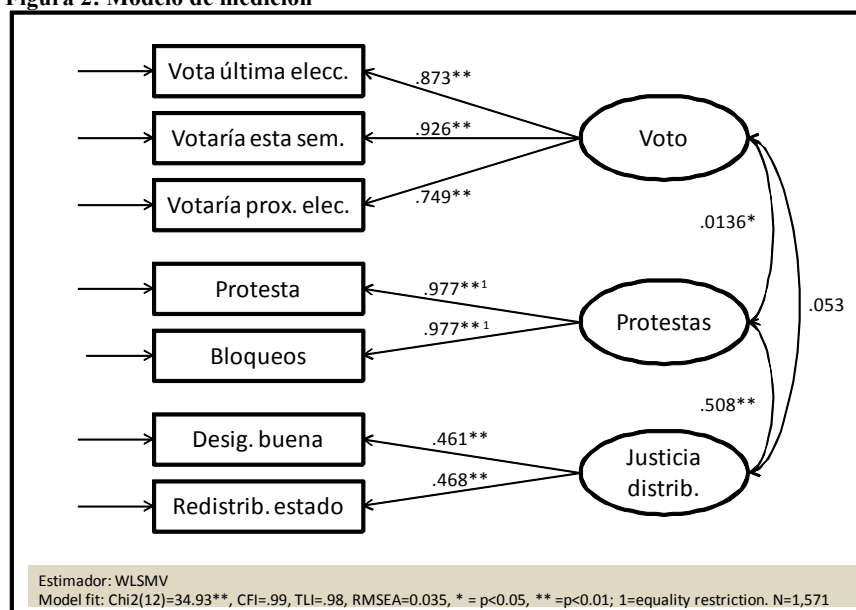 Figura 2: Modelo de medición
Vota última elecc.
.873**
Votaría esta sem.
.926**
Voto
Votaría prox. elec.
.749**
.0136*
Protesta
.977**1
Protestas
.053
Bloqueos
.977**1
.508**
Desig. buena
.461**
Justicia
distrib.
Redistrib. estado
.468**
Estimador: WLSMV
Model fit: Chi2(12)=34.93**, CFI=.99, TLI=.98, RMSEA=0.035, * = p<0.05, ** =p<0.01; 1=equality restriction. N=1,571